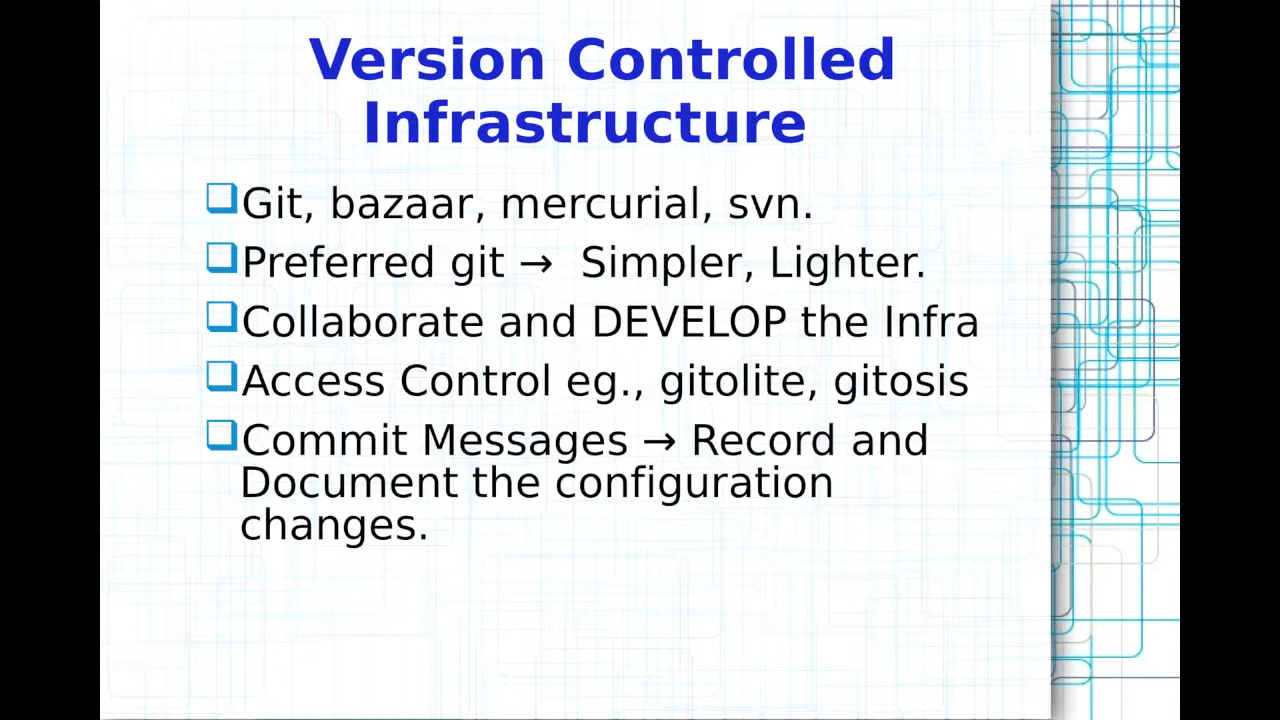 Version Controlled
Infrastructure
Git, bazaar, mercurial, svn.
Preferred git → Simpler, Lighter.
Collaborate and DEVELOP the Infra
Access Control eg., gitolite, gitosis
Commit Messages → Record and
Document the configuration
changes.